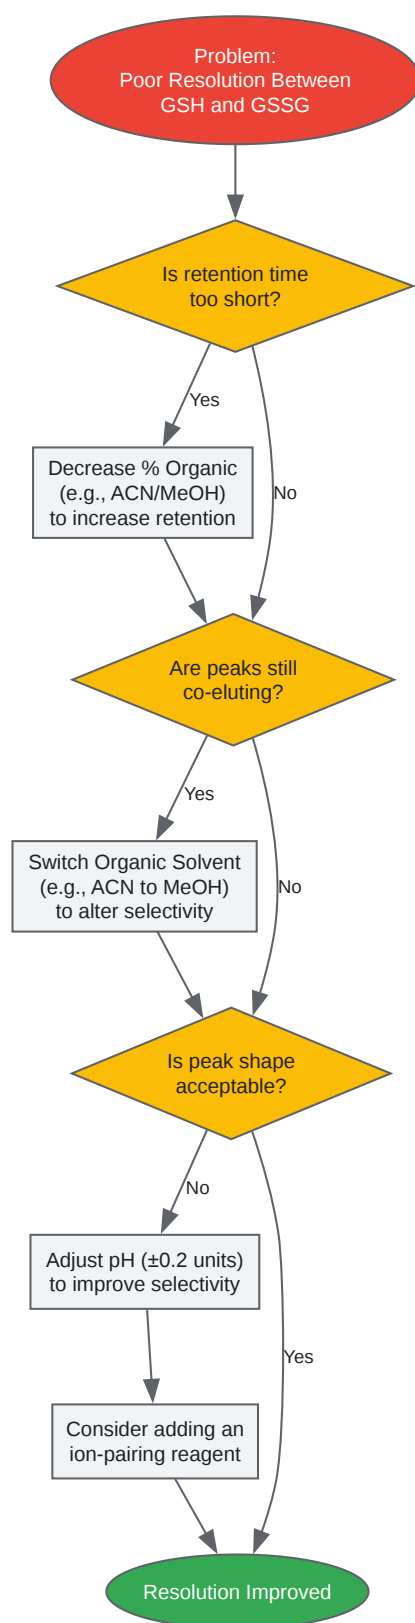 Problem:
Poor Resolution Between
GSH and GSSG
Is retention time
too short?
Yes
Decrease % Organic
(e.g., ACN/MeOH)
to increase retention
No
Are peaks still
co-eluting?
Yes
Switch Organic Solvent
(e.g., ACN to MeOH)
to alter selectivity
No
Is peak shape
acceptable?
No
Adjust pH (±0.2 units)
to improve selectivity
Yes
Consider adding an
ion-pairing reagent
Resolution Improved